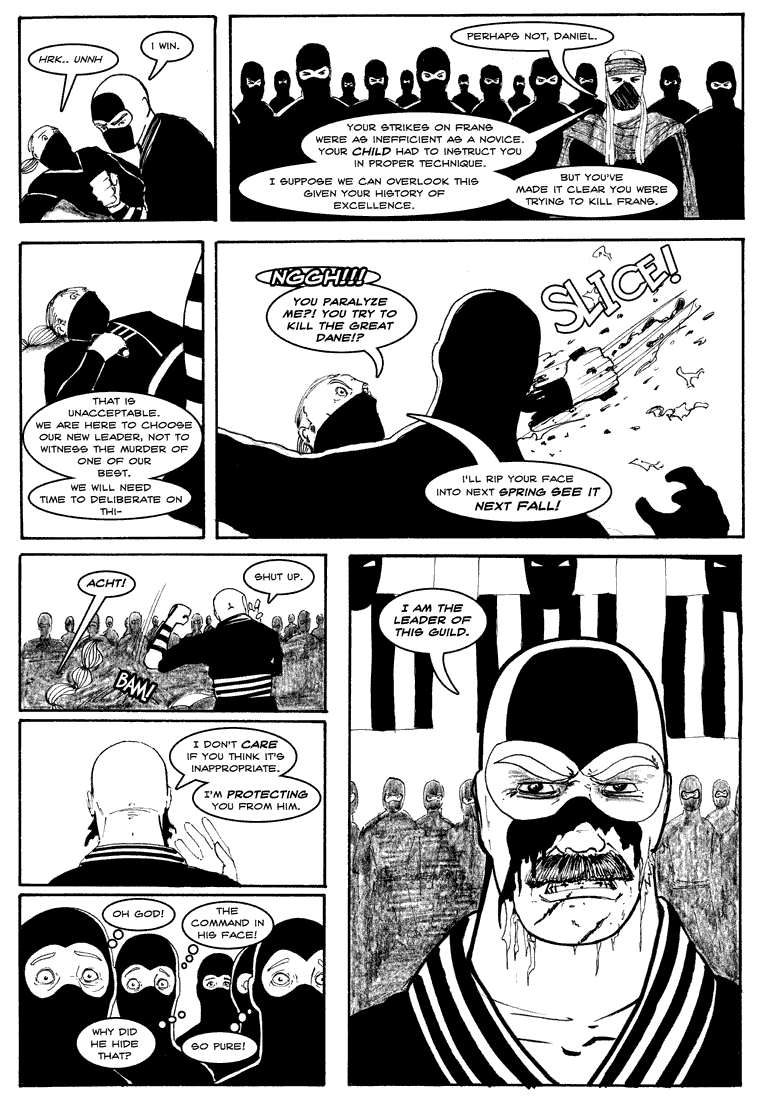 HRK.. UNNH
I WIN.
PERHAPS NOT, DANIEL.
YOUR STRIKES ON FRANS
WERE AS INEFFICIENT AS A NOVICE.
YOUR CHILD HAD TO INSTRUCT YOU
IN PROPER TECHNIQUE.
I SUPPOSE WE CAN OVERLOOK THIS
GIVEN YOUR HISTORY OF
EXCELLENCE.
BUT YOU'VE
MADE IT CLEAR YOU WERE
TRYING TO KILL FRANS.
THAT IS
UNACCEPTABLE.
WE ARE HERE TO CHOOSE
OUR NEW LEADER, NOT TO
WITNESS THE MURDER OF
ONE OF OUR
BEST.
WE WILL NEED
TIME TO DELIBERATE ON
THI-
NGGH!!!
YOU PARALYZE
ME?! YOU TRY TO
KILL THE GREAT
DANE!?
SLICE!
I'LL RIP YOUR FACE
INTO NEXT SPRING SEE IT
NEXT FALL!
ACHT!
SHUT UP.
BAM!
I DON'T CARE
IF YOU THINK IT'S
INAPPROPRIATE.
I'M PROTECTING
YOU FROM HIM.
OH GOD!
THE
COMMAND IN
HIS FACE!
WHY DID
HE HIDE
THAT?
SO PURE!
I AM THE
LEADER OF
THIS GUILD.